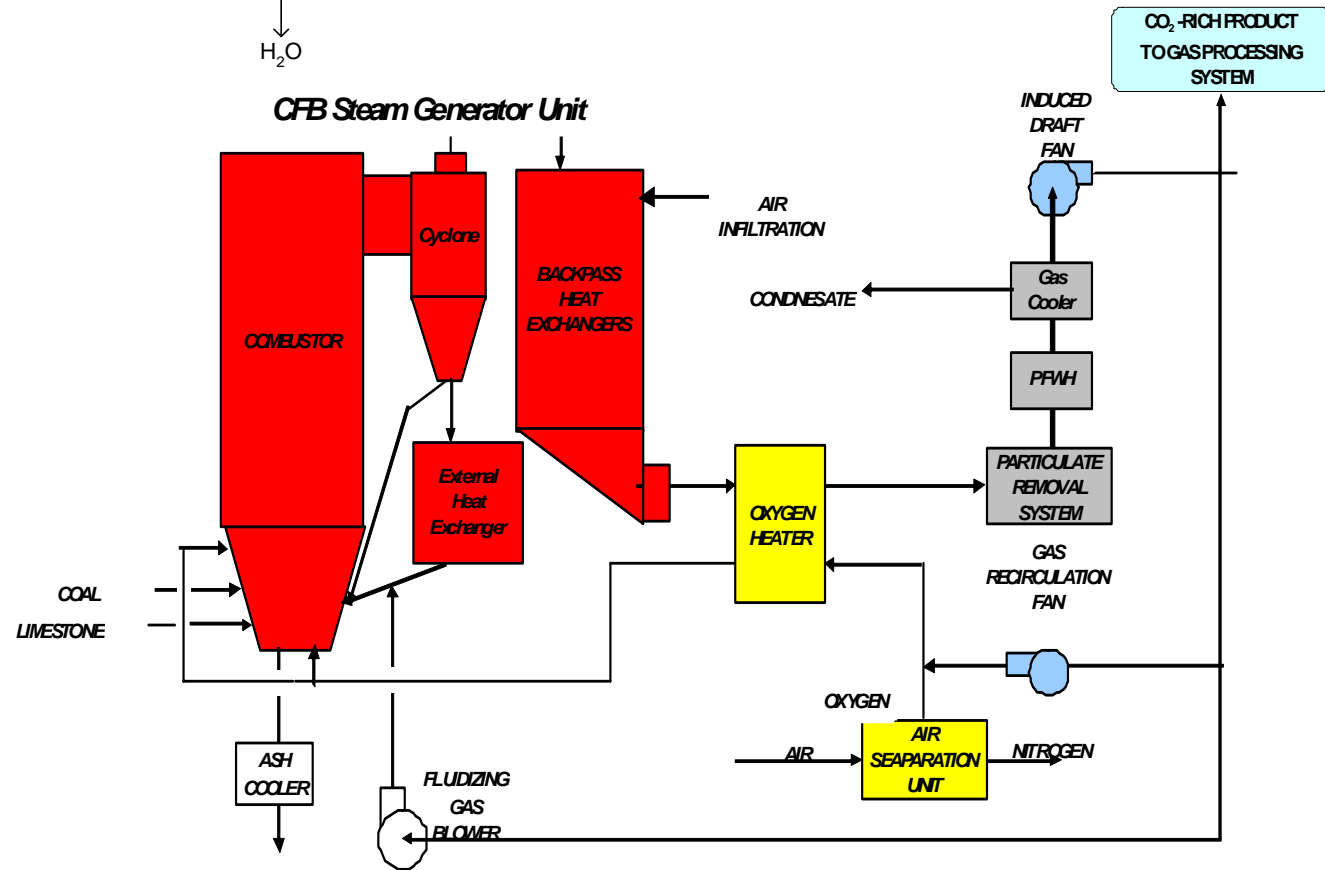 H₂O
CO₂ -RICH PRODUCT
TO GAS PROCESSING
SYSTEM
CFB Steam Generator Unit
INDUCED
DRAFT
FAN
Cyclone
AIR
INFILTRATION
COMBUSTOR
BACKPASS
HEAT
EXCHANGERS
CONDNESATE
Gas
Cooler
PFWH
External
Heat
Exchanger
OXYGEN
HEATER
PARTICULATE
REMOVAL
SYSTEM
GAS
RECIRCULATION
FAN
COAL
LIMESTONE
OXYGEN
ASH
COOLER
FLUDIZING
GAS
BLOWER
AIR
AIR
SEAPARATION
UNIT
NITROGEN